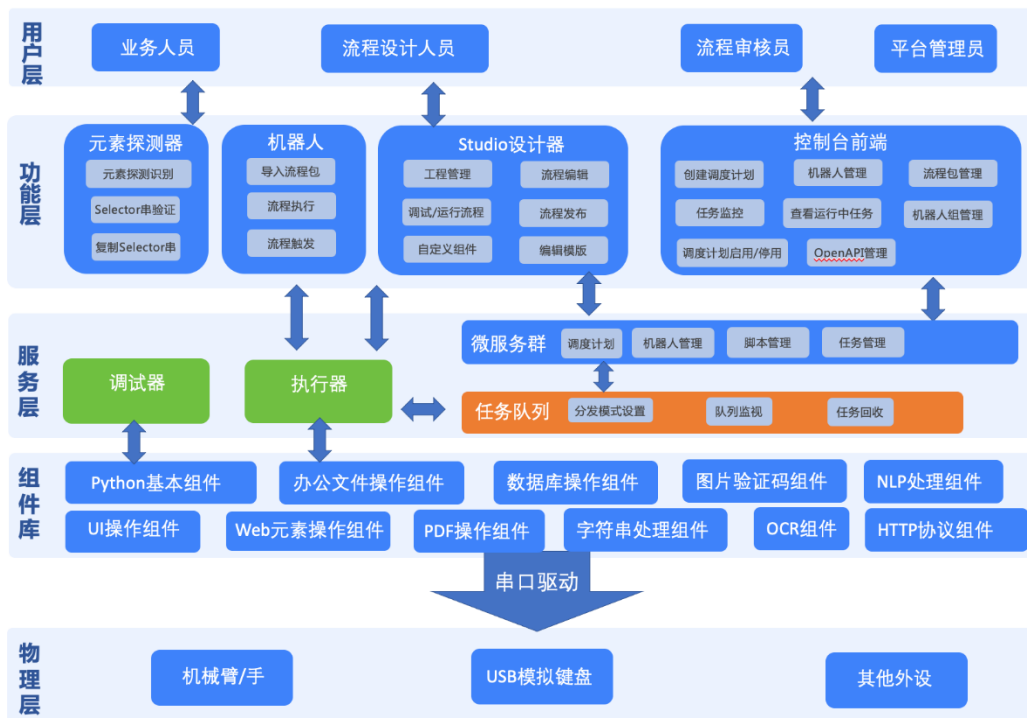 用户层
业务人员
流程设计人员
流程审核员
平台管理员
功能层
元素探测器
元素探测识别
Selector串验证
复制Selector串
机器人
导入流程包
流程执行
流程触发
Studio设计器
工程管理
流程编辑
调试/运行流程
流程发布
自定义组件
编辑模版
控制台前端
创建调度计划
机器人管理
流程包管理
任务监控
查看运行中任务
机器人组管理
调度计划启用/停用
OpenAPI管理
服务层
调试器
执行器
微服务群
调度计划
机器人管理
脚本管理
任务管理
任务队列
分发模式设置
队列监视
任务回收
组件库
Python基本组件
办公文件操作组件
数据库操作组件
图片验证码组件
NLP处理组件
UI操作组件
Web元素操作组件
PDF操作组件
字符串处理组件
OCR组件
HTTP协议组件
串口驱动
物理层
机械臂/手
USB模拟键盘
其他外设